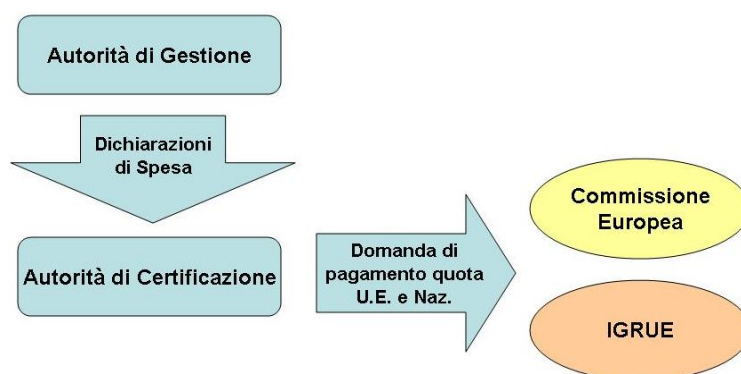 Autorità di Gestione
Dichiarazioni
di Spesa
Autorità di Certificazione
Domanda di
pagamento quota
U.E. e Naz.
Commissione
Europea
IGRUE